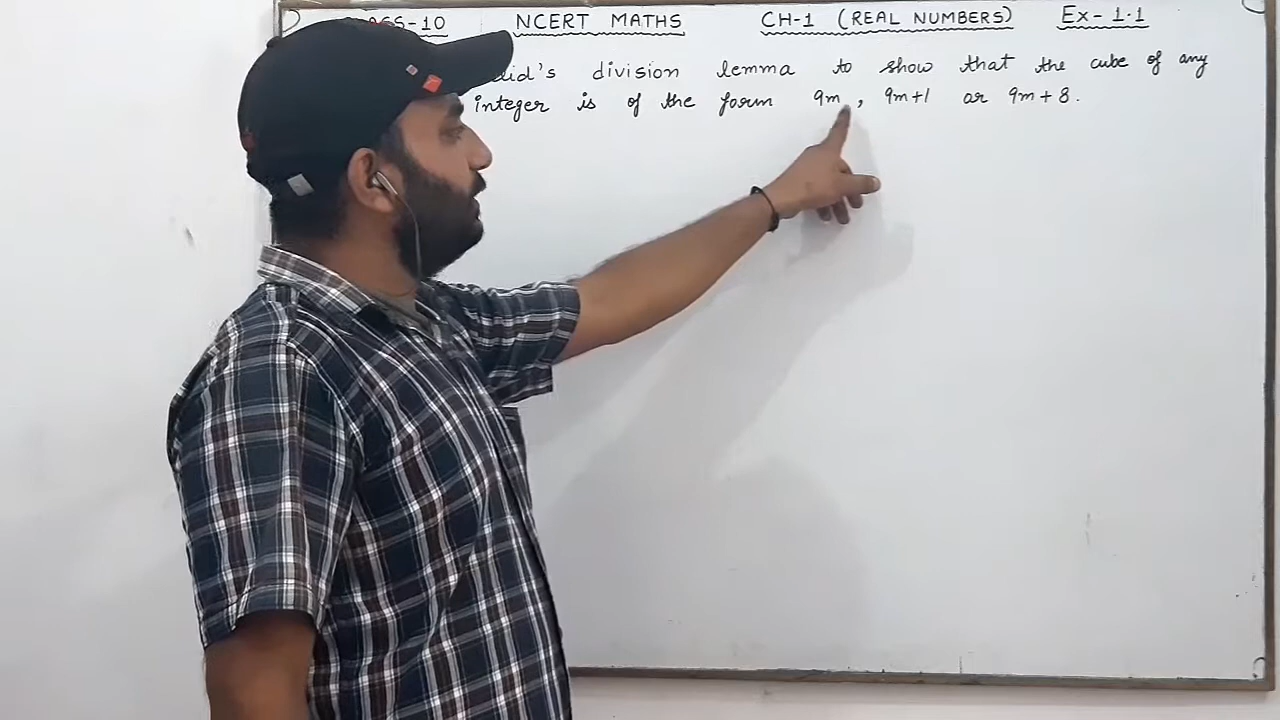 NCERT MATHS CH-1 (REAL NUMBERS) Ex- 1.1
division lemma to show that the cube of any
integer is of the form 9m, 9m+1 or 9m+8.